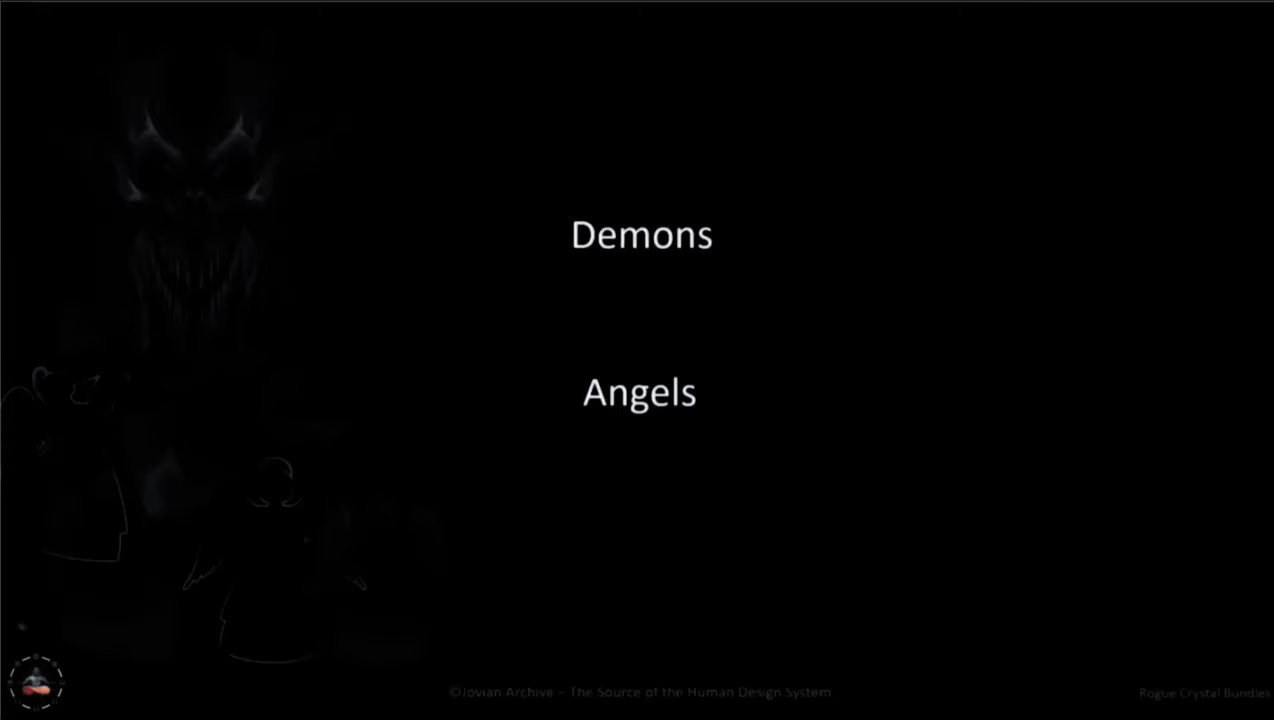 Demons
Angels
©Jovian Archive – The Source of the Human Design System
Rogue Crystal Bundles